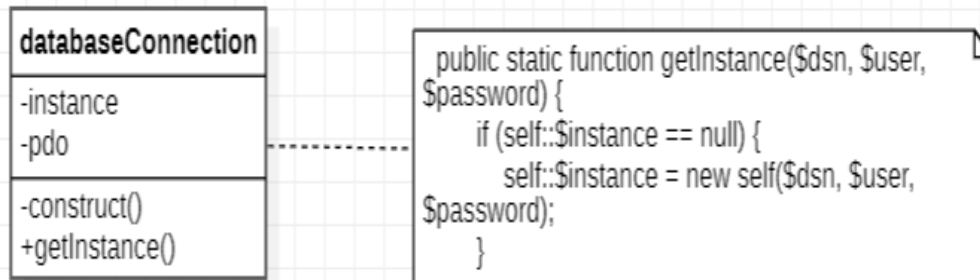 databaseConnection
-instance
-pdo
-construct()
+getInstance()
public static function getInstance($dsn, $user,
$password) {
if (self::$instance == null) {
self::$instance = new self($dsn, $user,
$password);
}